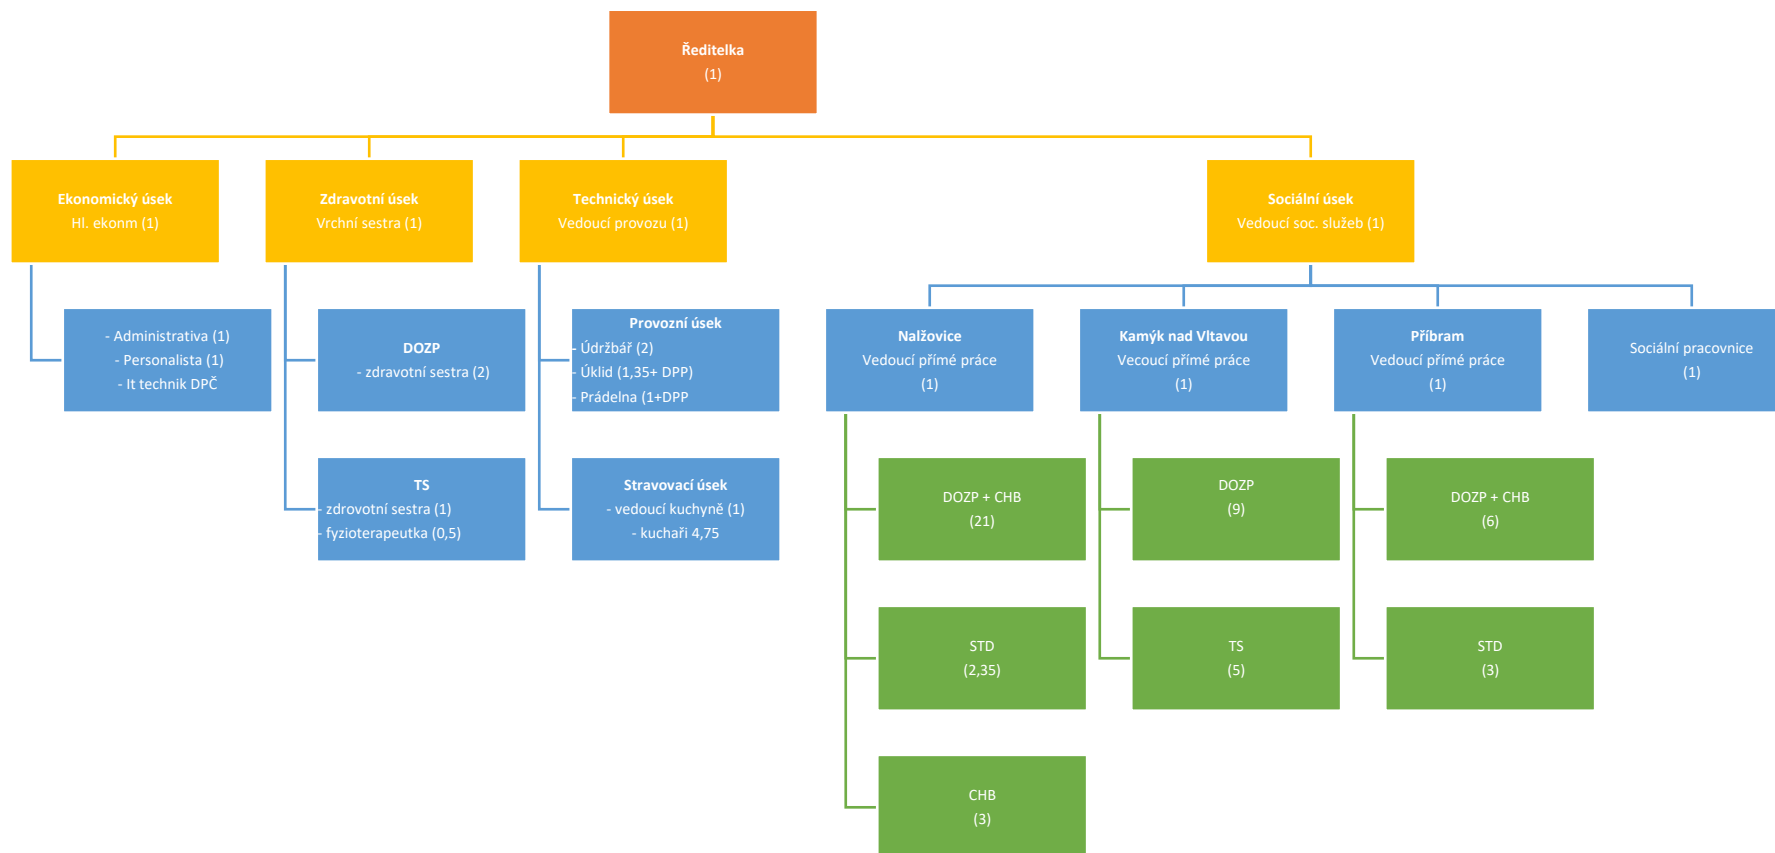 Ředitelka
(1)
Ekonomický úsek
Hl. ekonm (1)
Zdravotní úsek
Vrchní sestra (1)
Technický úsek
Vedoucí provozu (1)
Sociální úsek
Vedoucí soc. služeb (1)
- Administrativa (1)
- Personalista (1)
- It technik DPČ
DOZP
- zdravotní sestra (2)
Provozní úsek
- Údržbář (2)
- Úklid (1,35+ DPP)
- Prádelna (1+DPP
Nalžovice
Vedoucí přímé práce
(1)
Kamýk nad Vltavou
Vecoucí přímé práce
(1)
Příbram
Vedoucí přímé práce
(1)
Sociální pracovnice
(1)
TS
- zdrovotní sestra (1)
- fyzioterapeutka (0,5)
Stravovací úsek
- vedoucí kuchyně (1)
- kuchaři 4,75
DOZP + CHB
(21)
DOZP
(9)
DOZP + CHB
(6)
STD
(2,35)
TS
(5)
STD
(3)
CHB
(3)